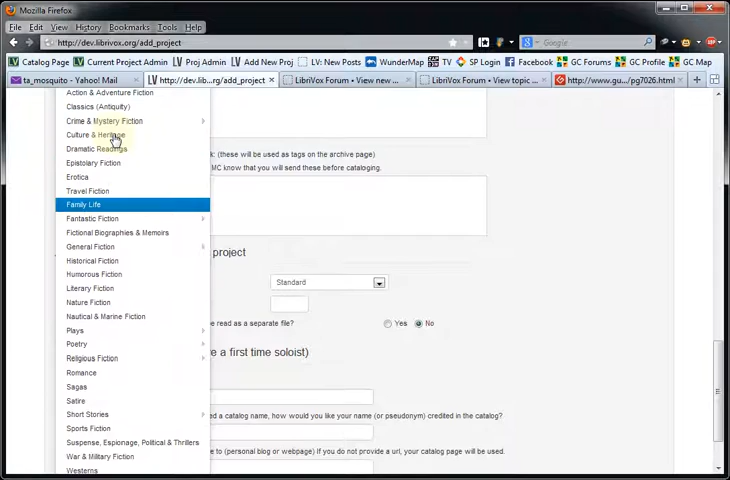 Mozilla Firefox
File Edit View History Bookmarks Tools Help
http://dev.librivox.org/add_project
Google
Catalog Page Current Project Admin Proj Admin Add New Proj LV: New Posts WunderMap SP Login GC Forums GC Profile GC Map
ta_mosquito - Yahoo! Mail
http://dev.lib...rg/add_project
LibriVox Forum • View new ...
LibriVox Forum • View topic ...
http://www.gu.../pg7026.html
Action & Adventure Fiction
Classics (Antiquity)
Crime & Mystery Fiction
Culture & Heritage
Dramatic Readings
Epistolary Fiction
Erotica
Travel Fiction
Family Life
Fantastic Fiction
Fictional Biographies & Memoirs
General Fiction
Historical Fiction
Humorous Fiction
Literary Fiction
Nature Fiction
Nautical & Marine Fiction
Plays
Poetry
Religious Fiction
Romance
Sagas
Satire
Short Stories
Sports Fiction
Suspense, Espionage, Political & Thrillers
War & Military Fiction
Westerns
(these will be used as tags on the archive page)
MC know that you will send these before cataloging.
project
Standard
e read as a separate file?
Yes No
e a first time soloist)
ed a catalog name, how would you like your name (or pseudonym) credited in the catalog?
to (personal blog or webpage) If you do not provide a url, your catalog page will be used.